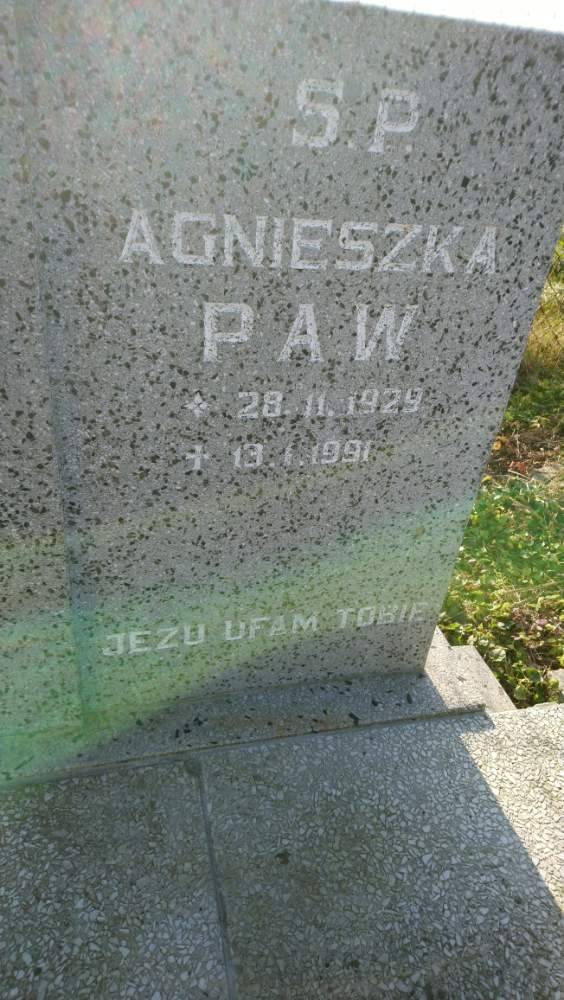 S.P.
AGNIESZKA
PAW
28.11.1929
13.1.1991
JEZU UFAM TOBIE